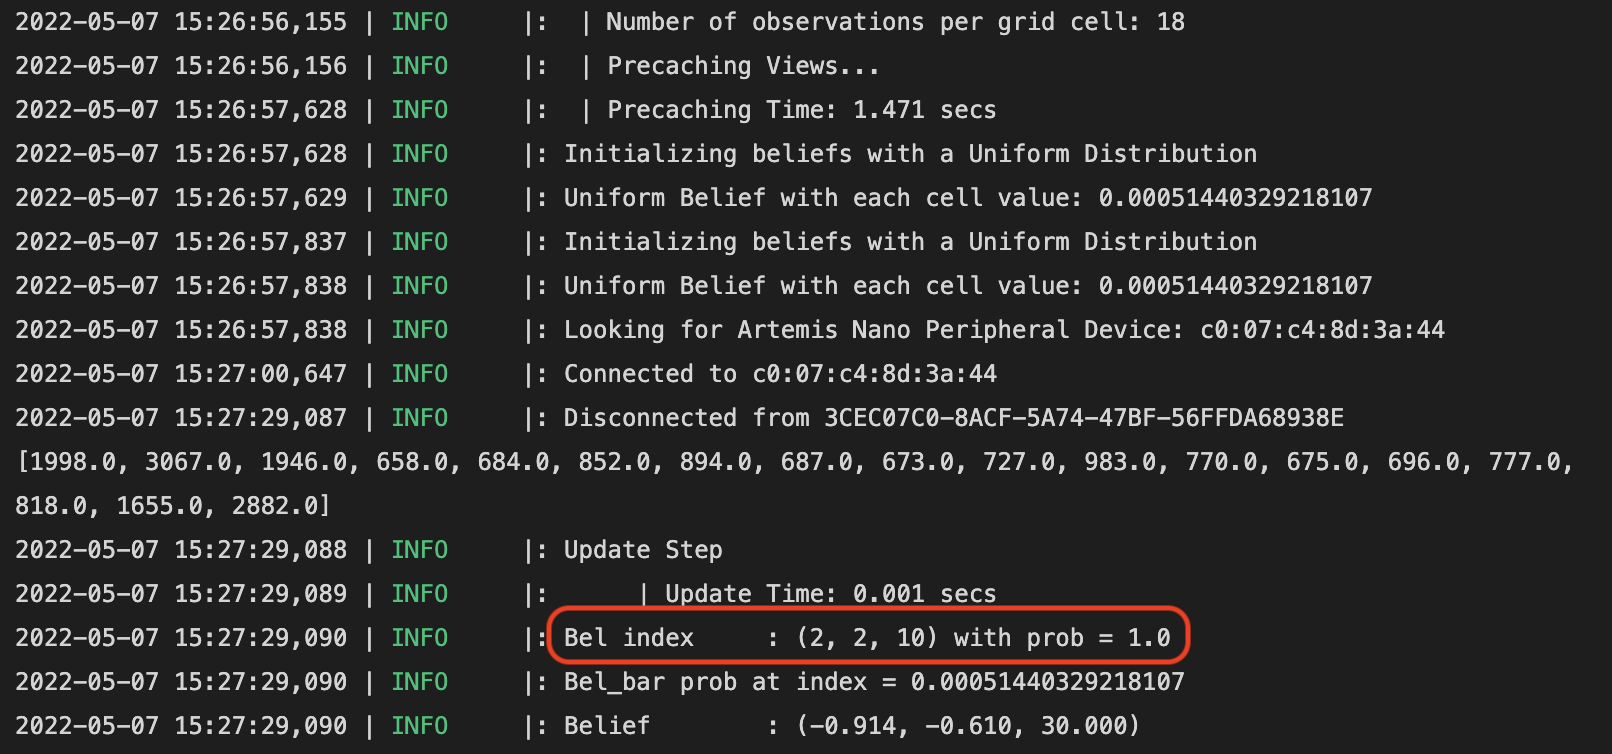 2022-05-07 15:26:56,155 | INFO     |:  | Number of observations per grid cell: 18
2022-05-07 15:26:56,156 | INFO     |:  | Precaching Views...
2022-05-07 15:26:57,628 | INFO     |:  | Precaching Time: 1.471 secs
2022-05-07 15:26:57,628 | INFO     |: Initializing beliefs with a Uniform Distribution
2022-05-07 15:26:57,629 | INFO     |: Uniform Belief with each cell value: 0.00051440329218107
2022-05-07 15:26:57,837 | INFO     |: Initializing beliefs with a Uniform Distribution
2022-05-07 15:26:57,838 | INFO     |: Uniform Belief with each cell value: 0.00051440329218107
2022-05-07 15:26:57,838 | INFO     |: Looking for Artemis Nano Peripheral Device: c0:07:c4:8d:3a:44
2022-05-07 15:27:00,647 | INFO     |: Connected to c0:07:c4:8d:3a:44
2022-05-07 15:27:29,087 | INFO     |: Disconnected from 3CEC07C0-8ACF-5A74-47BF-56FFDA68938E
[1998.0, 3067.0, 1946.0, 658.0, 684.0, 852.0, 894.0, 687.0, 673.0, 727.0, 983.0, 770.0, 675.0, 696.0, 777.0,
818.0, 1655.0, 2882.0]
2022-05-07 15:27:29,088 | INFO     |: Update Step
2022-05-07 15:27:29,089 | INFO     |:      | Update Time: 0.001 secs
2022-05-07 15:27:29,090 | INFO     |: Bel index     : (2, 2, 10) with prob = 1.0
2022-05-07 15:27:29,090 | INFO     |: Bel_bar prob at index = 0.00051440329218107
2022-05-07 15:27:29,090 | INFO     |: Belief        : (-0.914, -0.610, 30.000)